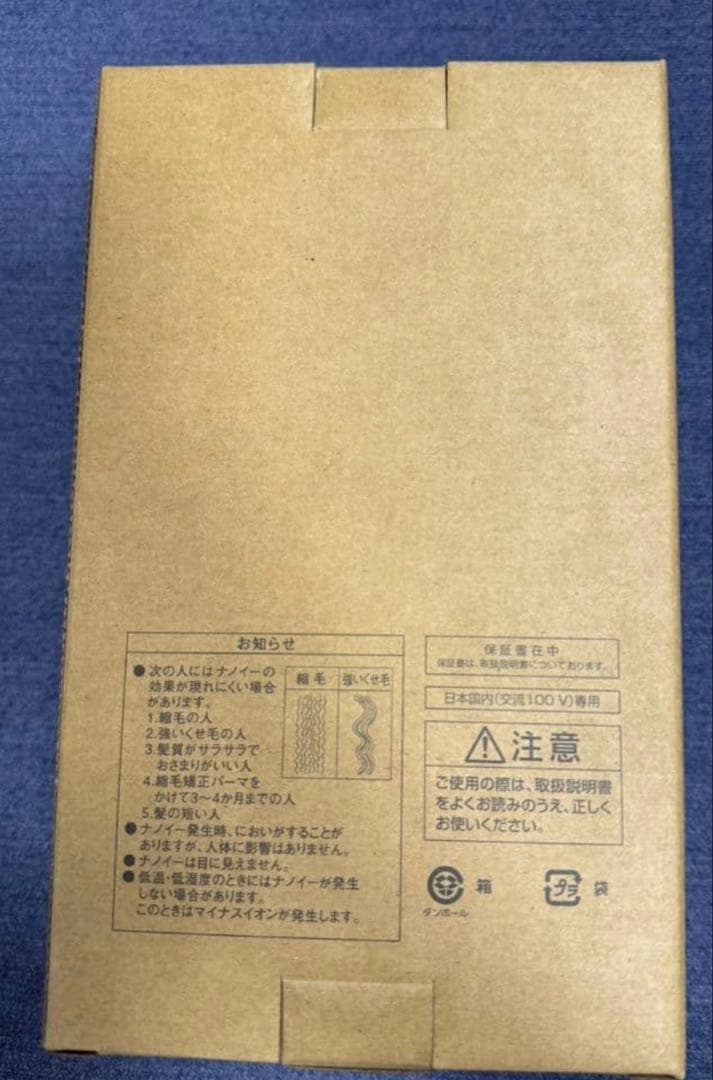 お知らせ
●次の人にはナノイーの
効果が現れにくい場合
があります。
1.縮毛の人
2.強いくせ毛の人
3.髪質がサラサラで
おさまりがいい人
4.縮毛矯正パーマを
かけて3〜4か月までの人
5.髪の短い人
●ナノイー発生時、においがすることが
ありますが、人体に影響はありません。
●ナノイーは目に見えません。
●低温・低湿度のときにはナノイーが発生
しない場合があります。
このときはマイナスイオンが発生します。
縮毛 強いくせ毛
保証書在中
保証書は、取扱説明書についております。
日本国内(交流100V)専用
注意
ご使用の際は、取扱説明書
をよくお読みのうえ、正しく
お使いください。
箱
ダンボール
プラ 袋